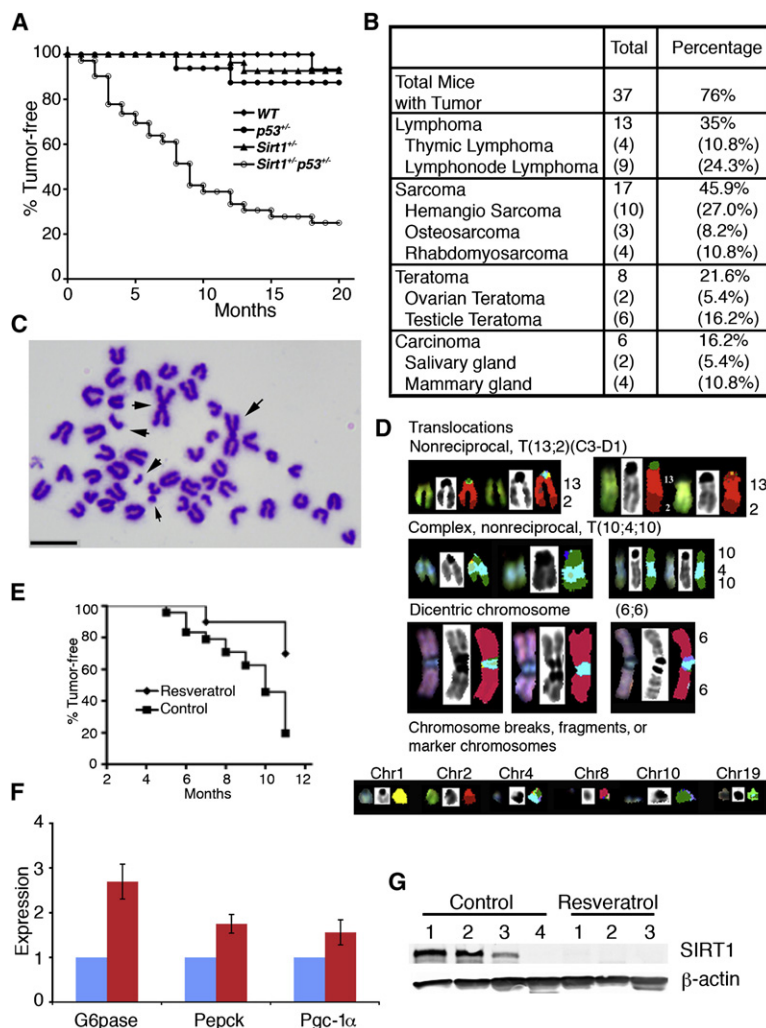 A
% Tumor-free
100
80
60
40
20
0 5 10 15 20
Months
WT
p53+/-
Sirt1+/-
Sirt1+/- p53+/-
B
Total Percentage
Total Mice
with Tumor 37 76%
Lymphoma 13 35%
Thymic Lymphoma (4) (10.8%)
Lymphonode Lymphoma (9) (24.3%)
Sarcoma 17 45.9%
Hemangio Sarcoma (10) (27.0%)
Osteosarcoma (3) (8.2%)
Rhabdomyosarcoma (4) (10.8%)
Teratoma 8 21.6%
Ovarian Teratoma (2) (5.4%)
Testicle Teratoma (6) (16.2%)
Carcinoma 6 16.2%
Salivary gland (2) (5.4%)
Mammary gland (4) (10.8%)
C
D
Translocations
Nonreciprocal, T(13;2)(C3-D1)
13 13 13
2 2 2
Complex, nonreciprocal, T(10;4;10)
10
4
10
Dicentric chromosome (6;6)
6
6
Chromosome breaks, fragments, or
marker chromosomes
Chr1 Chr2 Chr4 Chr8 Chr10 Chr19
E
% Tumor-free
100
80
60
40
20
0
2 4 6 8 10 12
Months
Resveratrol
Control
F
Expression
4
3
2
1
0
G6pase Pepck Pgc-1α
G
Control Resveratrol
1 2 3 4 1 2 3
SIRT1
β-actin